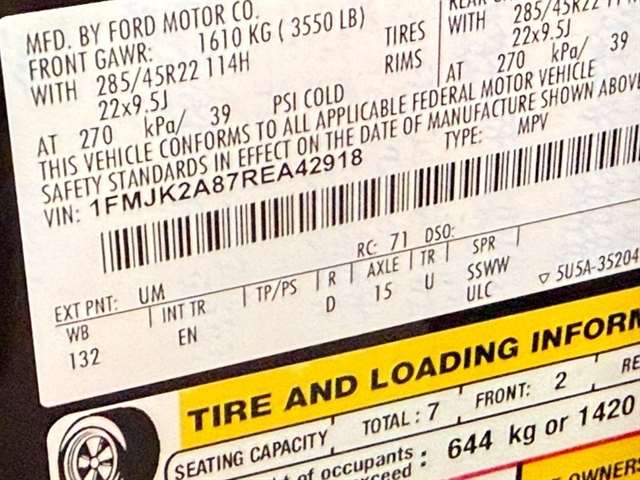 MFD. BY FORD MOTOR CO.
FRONT GAWR: 1610 KG ( 3550 LB)
WITH 285/45R22 114H TIRES
22x9.5J RIMS
AT 270 kPa/ 39 PSI COLD
WITH 285/45R22
22x9.5J
AT 270 kPa/ 39
THIS VEHICLE CONFORMS TO ALL APPLICABLE FEDERAL MOTOR VEHICLE
SAFETY STANDARDS IN EFFECT ON THE DATE OF MANUFACTURE SHOWN ABOVE
VIN: 1FMJK2A87REA42918 TYPE: MPV
RC: 71 DSO:
EXT PNT: UM
WB INT TR TP/PS R AXLE TR SPR
132 EN D 15 U SSWW
ULC
▽ 5U5A-35204
TIRE AND LOADING INFORM
SEATING CAPACITY TOTAL : 7 FRONT: 2 RE
of occupants
xceed : 644 kg or 1420
OWNERS